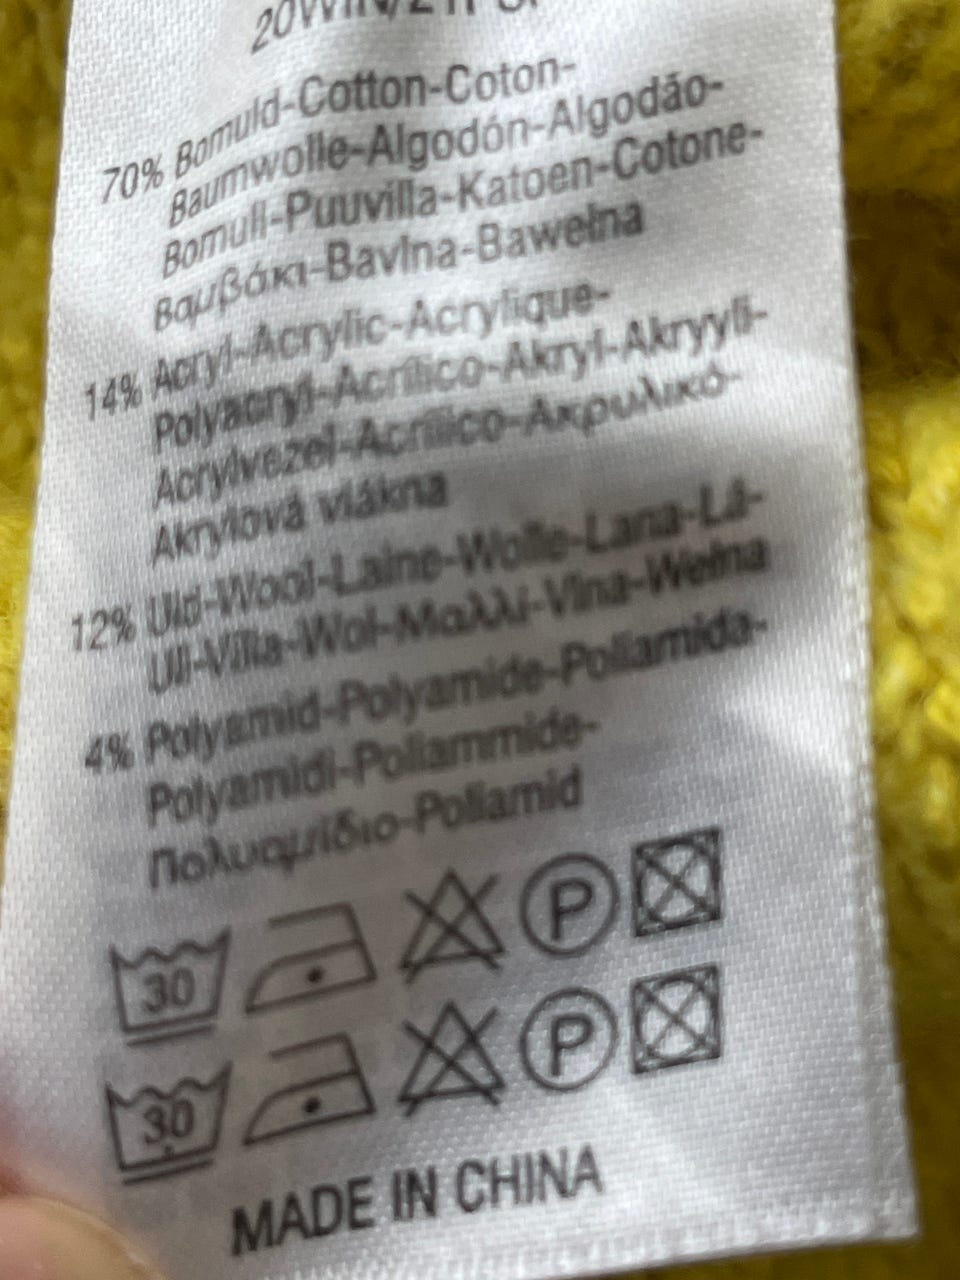 70% Bomuld-Cotton-Coton-
Baumwolle-Algodón-Algodão-
Bomull-Puuvilla-Katoen-Cotone-
Βαμβάκι-Bavlna-Bawełna
14% Acryl-Acrylic-Acrylique-
Polyacryl-Acrílico-Akryl-Akryyli-
Acrylvezel-Acrilico-Ακρυλικό-
Akrylová vlákna
12% Uld-Wool-Laine-Wolle-Lana-Lá-
Ull-Villa-Wol-Μαλλί-Vlna-Wełna
4% Polyamid-Polyamide-Poliamida-
Polyamidi-Poliammide-
Πολυαμίδιο-Poliamid
30 P
30 P
MADE IN CHINA